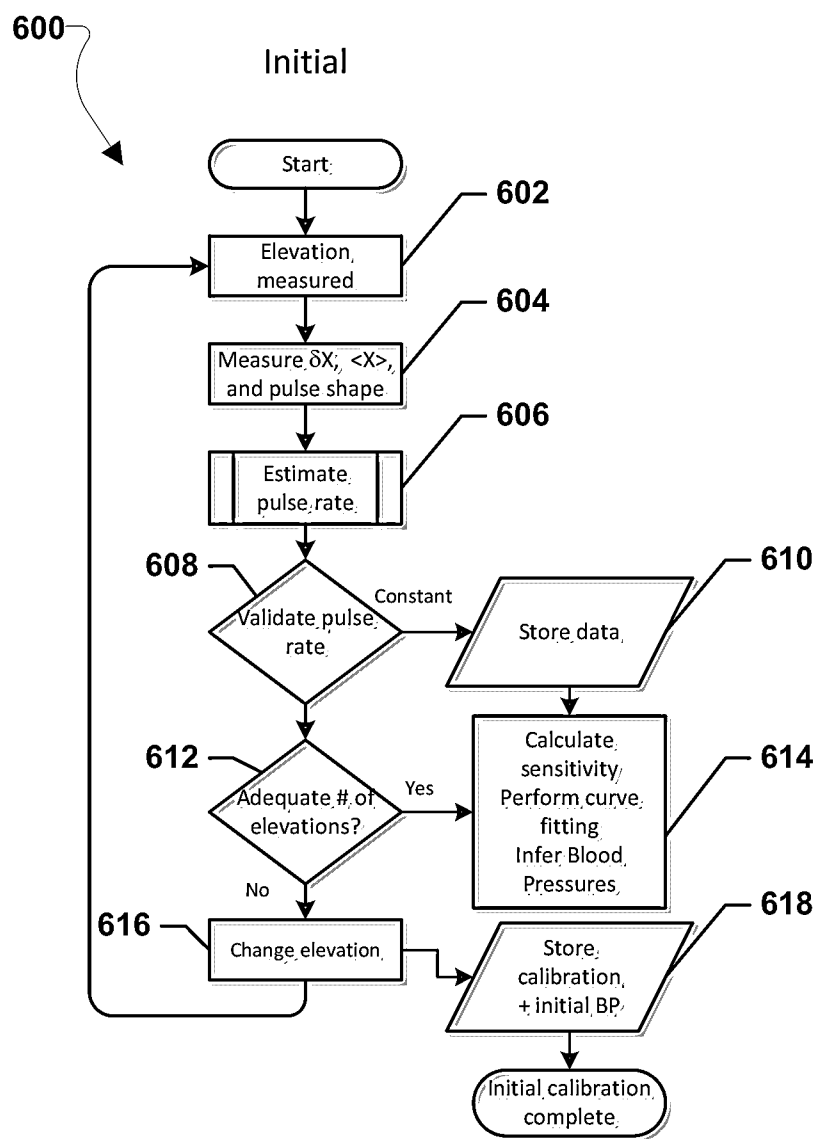 600
Initial
Start
602
Elevation
measured
604
Measure δX, <X>,
and pulse shape
606
Estimate
pulse rate
608
Validate pulse
rate
Constant
610
Store data
612
Adequate # of
elevations?
Yes
No
614
Calculate
sensitivity
Perform curve
fitting
Infer Blood
Pressures
616
Change elevation
618
Store
calibration
+ initial BP
Initial calibration
complete